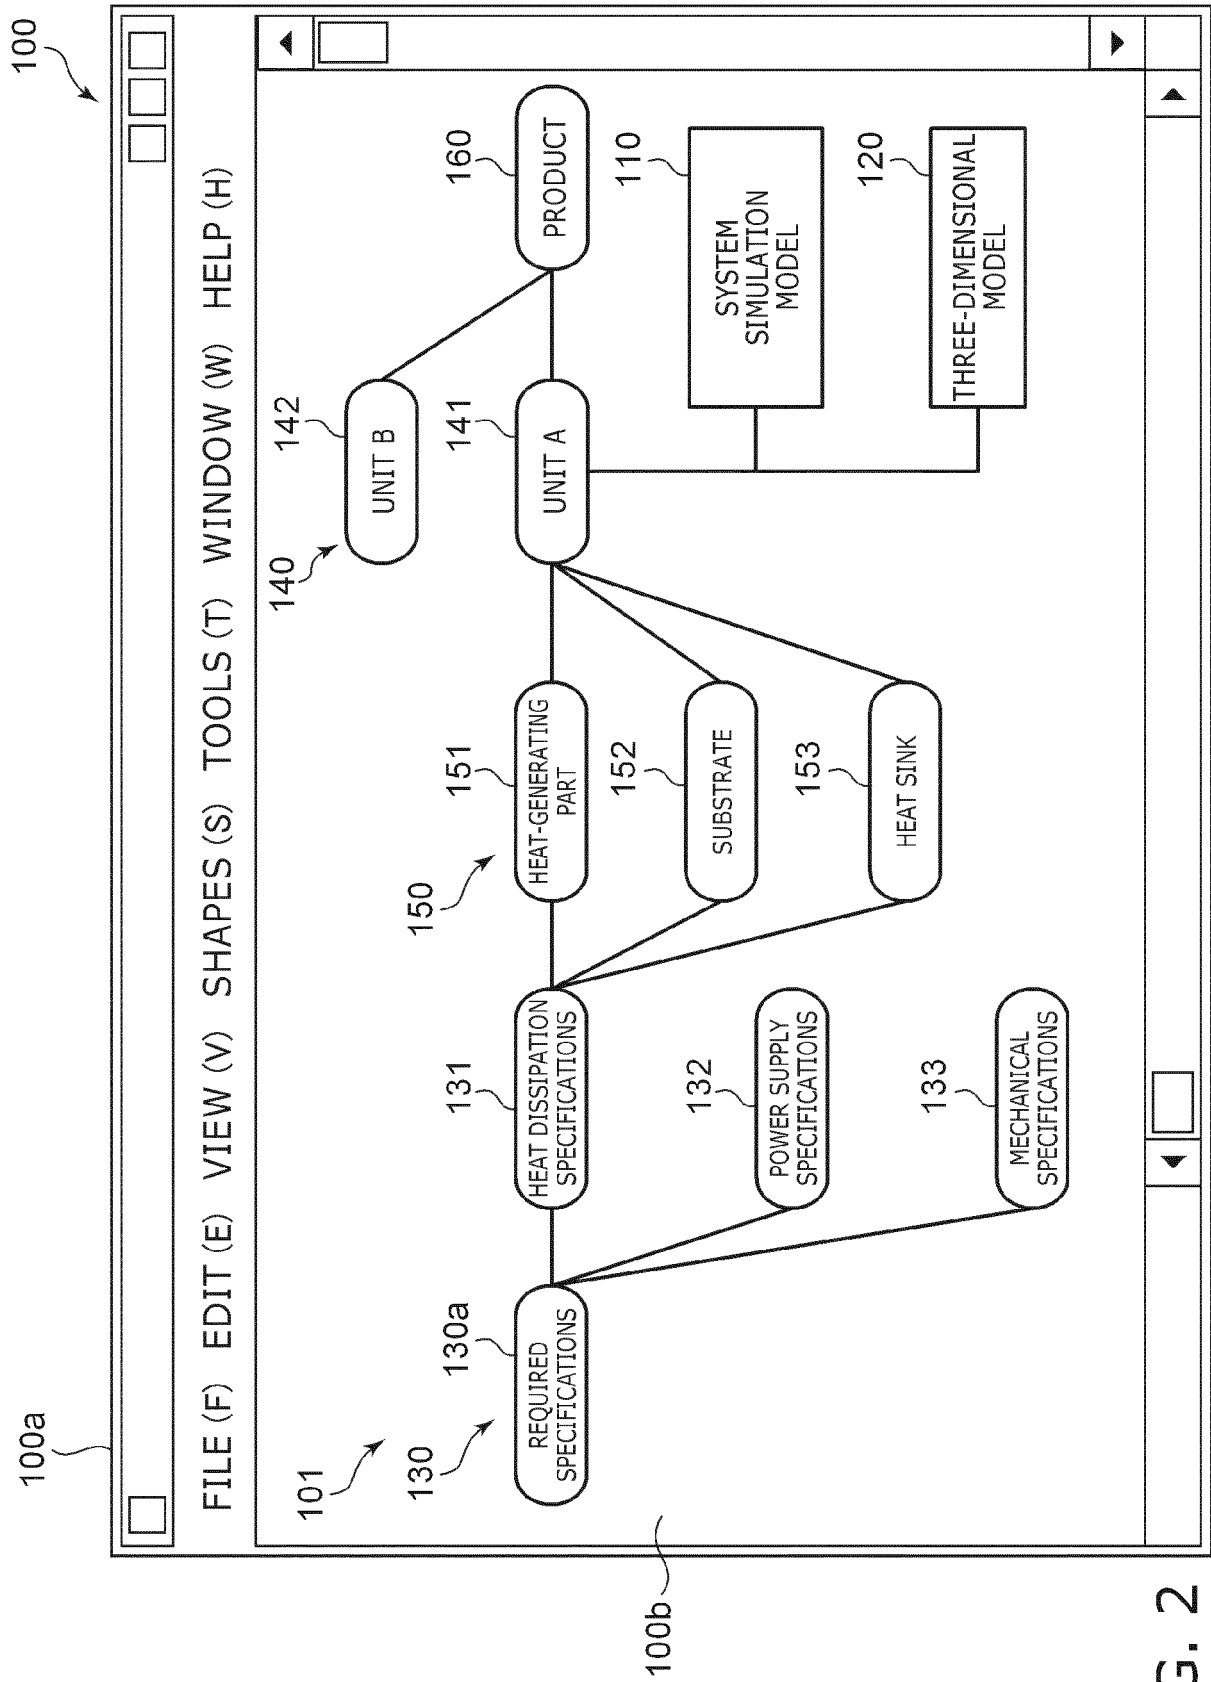 100
100a
FILE (F) EDIT (E) VIEW (V) SHAPES (S) TOOLS (T) WINDOW (W) HELP (H)
101
140
142
UNIT B
130
130a
REQUIRED
SPECIFICATIONS
131
HEAT DISSIPATION
SPECIFICATIONS
150
151
HEAT-GENERATING
PART
141
UNIT A
160
PRODUCT
132
POWER SUPPLY
SPECIFICATIONS
152
SUBSTRATE
110
SYSTEM
SIMULATION
MODEL
133
MECHANICAL
SPECIFICATIONS
153
HEAT SINK
120
THREE-DIMENSIONAL
MODEL
100b
G. 2